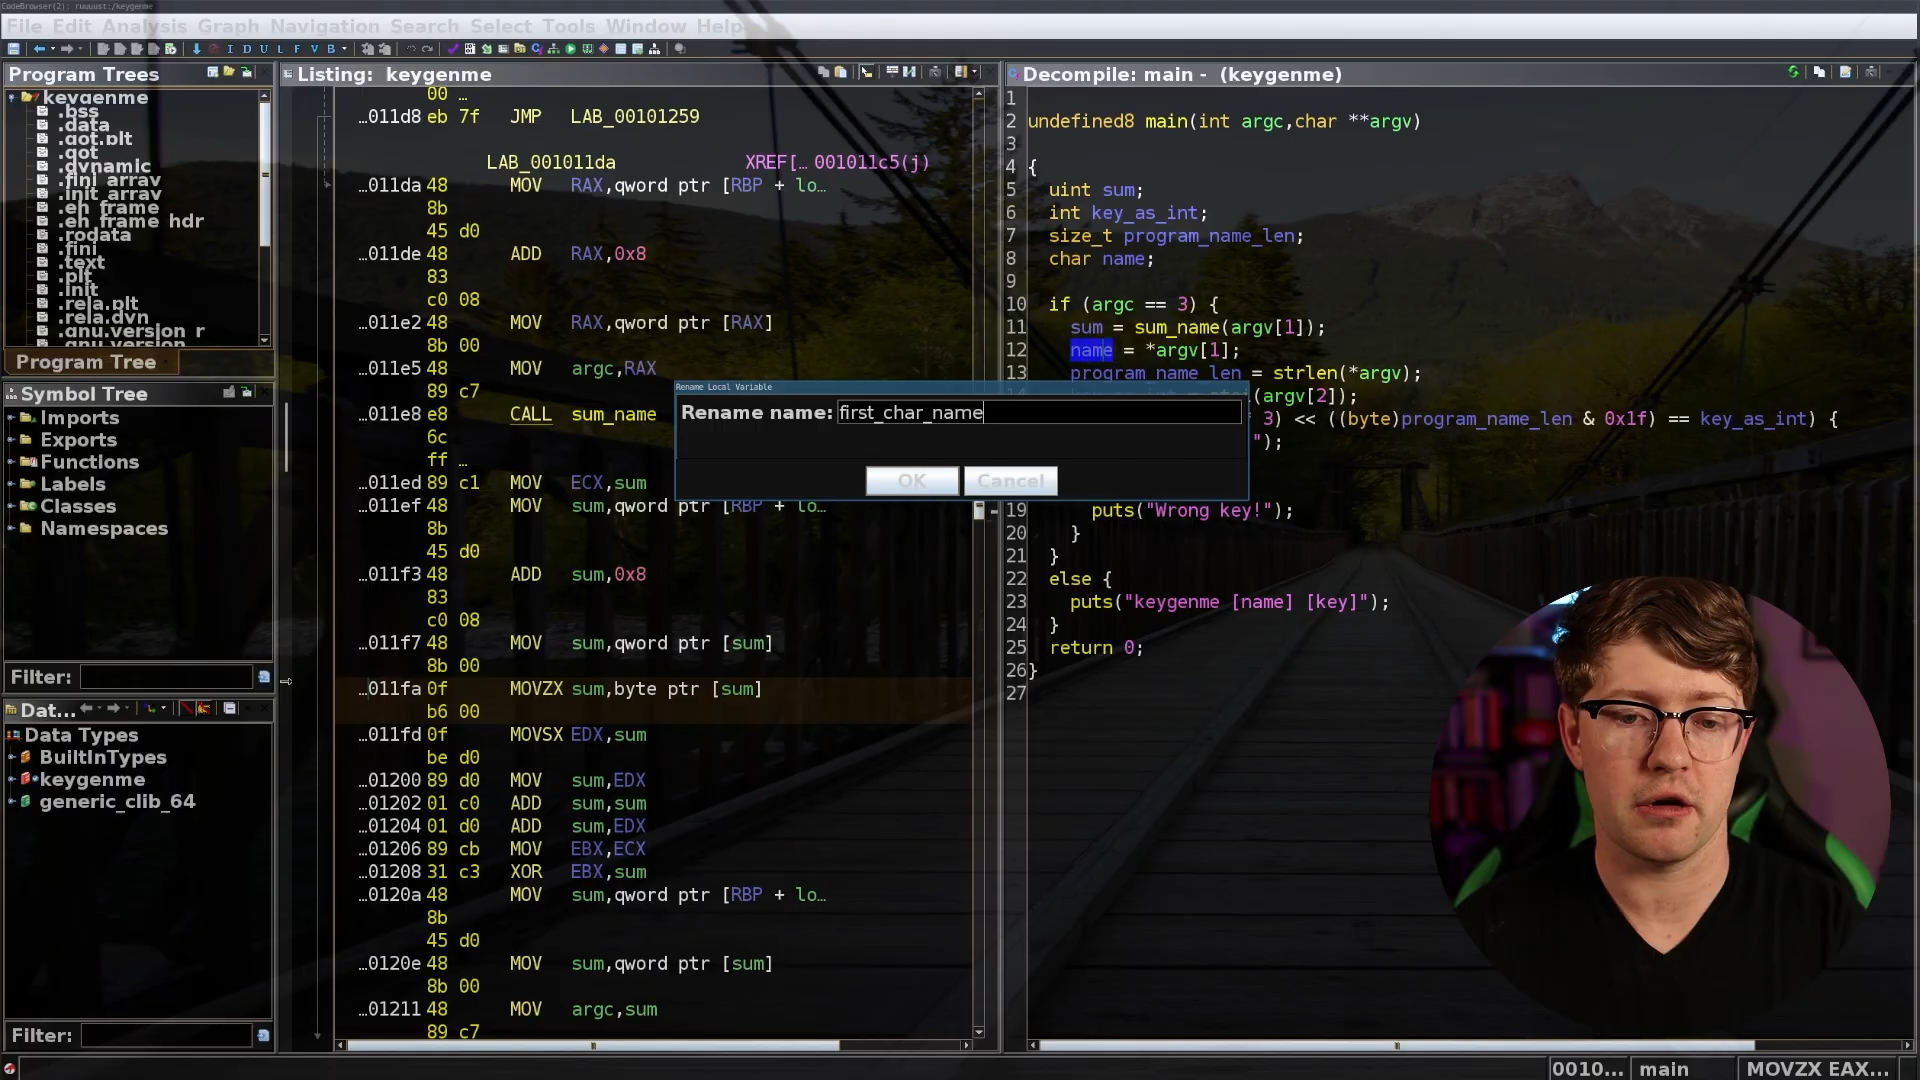 CodeBrowser(2): ruuuust:/keygenme
File Edit Analysis Graph Navigation Search Select Tools Window Help
I D U L F V B
Program Trees
keygenme
.bss
.data
.got.plt
.got
.dynamic
.fini_array
.init_array
.eh_frame
.eh_frame_hdr
.rodata
.fini
.text
.plt
.init
.rela.plt
.rela.dyn
.gnu.version_r
.gnu.version
Program Tree
Symbol Tree
Imports
Exports
Functions
Labels
Classes
Namespaces
Filter:
Dat...
Data Types
BuiltInTypes
keygenme
generic_clib_64
Filter:
Listing: keygenme
00 …
…011d8 eb 7f JMP LAB_00101259
LAB_001011da XREF[… 001011c5(j)
…011da 48 MOV RAX,qword ptr [RBP + lo…
8b
45 d0
…011de 48 ADD RAX,0x8
83
c0 08
…011e2 48 MOV RAX,qword ptr [RAX]
8b 00
…011e5 48 MOV argc,RAX
89 c7
…011e8 e8 CALL sum_name
6c
ff …
…011ed 89 c1 MOV ECX,sum
…011ef 48 MOV sum,qword ptr [RBP + lo…
8b
45 d0
…011f3 48 ADD sum,0x8
83
c0 08
…011f7 48 MOV sum,qword ptr [sum]
8b 00
…011fa 0f MOVZX sum,byte ptr [sum]
b6 00
…011fd 0f MOVSX EDX,sum
be d0
…01200 89 d0 MOV sum,EDX
…01202 01 c0 ADD sum,sum
…01204 01 d0 ADD sum,EDX
…01206 89 cb MOV EBX,ECX
…01208 31 c3 XOR EBX,sum
…0120a 48 MOV sum,qword ptr [RBP + lo…
8b
45 d0
…0120e 48 MOV sum,qword ptr [sum]
8b 00
…01211 48 MOV argc,sum
89 c7
Decompile: main - (keygenme)
1
2 undefined8 main(int argc,char **argv)
3
4 {
5 uint sum;
6 int key_as_int;
7 size_t program_name_len;
8 char name;
9
10 if (argc == 3) {
11 sum = sum_name(argv[1]);
12 name = *argv[1];
13 program_name_len = strlen(*argv);
(argv[2]);
3) << ((byte)program_name_len & 0x1f) == key_as_int) {
");
19 puts("Wrong key!");
20 }
21 }
22 else {
23 puts("keygenme [name] [key]");
24 }
25 return 0;
26 }
27
Rename Local Variable
Rename name: first_char_name
OK Cancel
0010... main MOVZX EAX...